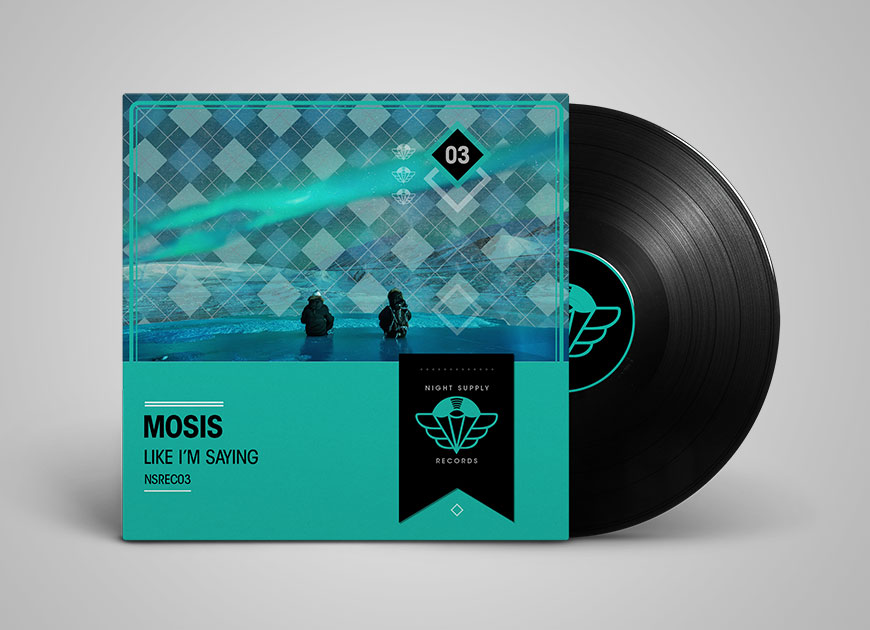 03
MOSIS
LIKE I'M SAYING
NSREC03
NIGHT SUPPLY
RECORDS